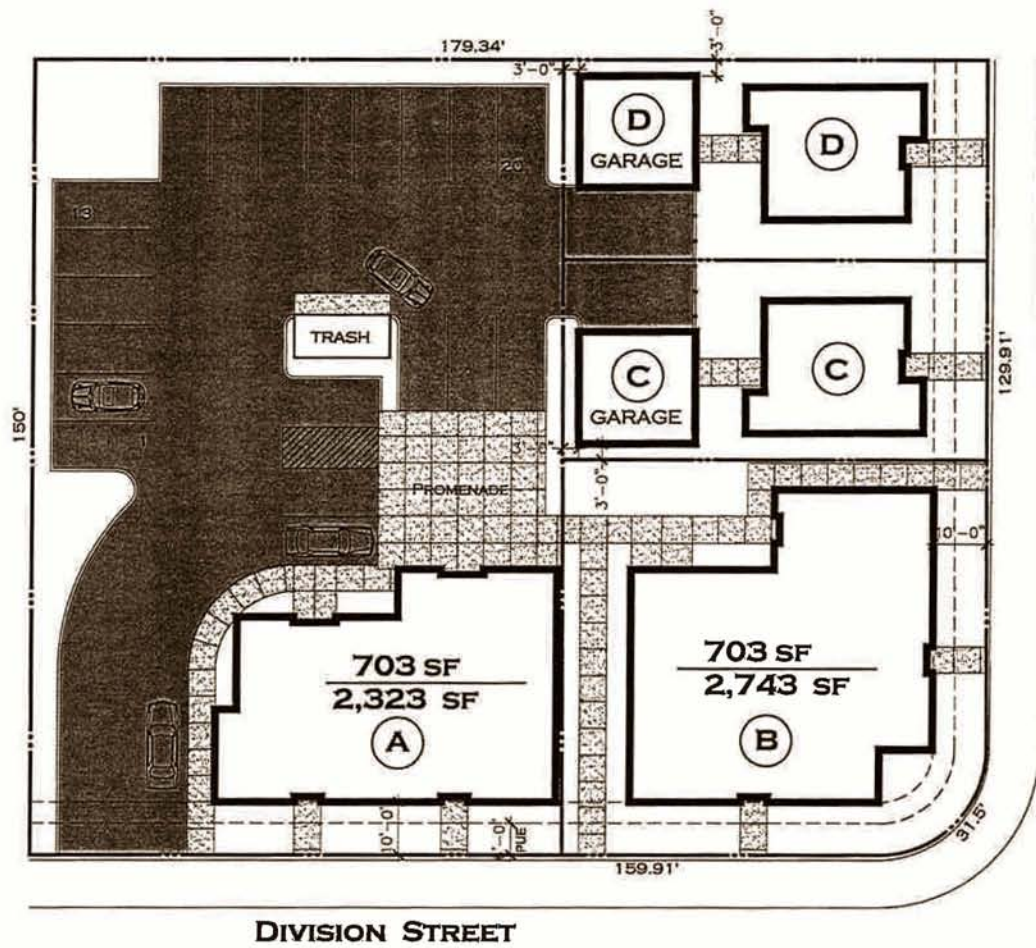 179.34'
3'-0"
3'-0"
D
GARAGE
D
20
13
TRASH
C
GARAGE
C
129.91'
150'
1
3'-0"
3'-0"
PROMENADE
10'-0"
703 SF
2,323 SF
A
703 SF
2,743 SF
B
10'-0"
PUE
31.5'
159.91'
DIVISION STREET